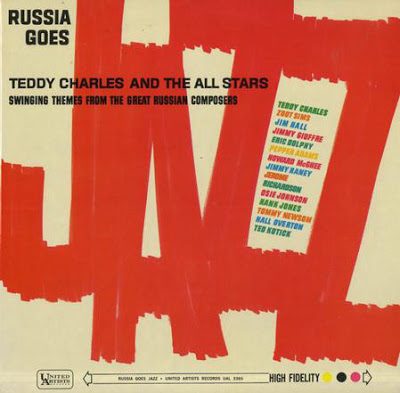 RUSSIA
GOES
JAZZ
TEDDY CHARLES AND THE ALL STARS
SWINGING THEMES FROM THE GREAT RUSSIAN COMPOSERS
TEDDY CHARLES
ZOOT SIMS
JIM HALL
JIMMY GIUFFRE
ERIC DOLPHY
PEPPER ADAMS
HOWARD McGHEE
JIMMY RANEY
JEROME
RICHARDSON
OSIE JOHNSON
HANK JONES
TOMMY NEWSOM
HALL OVERTON
TED KOTICK
UNITED
ARTISTS
RUSSIA GOES JAZZ • UNITED ARTISTS RECORDS UAL 3365
HIGH FIDELITY